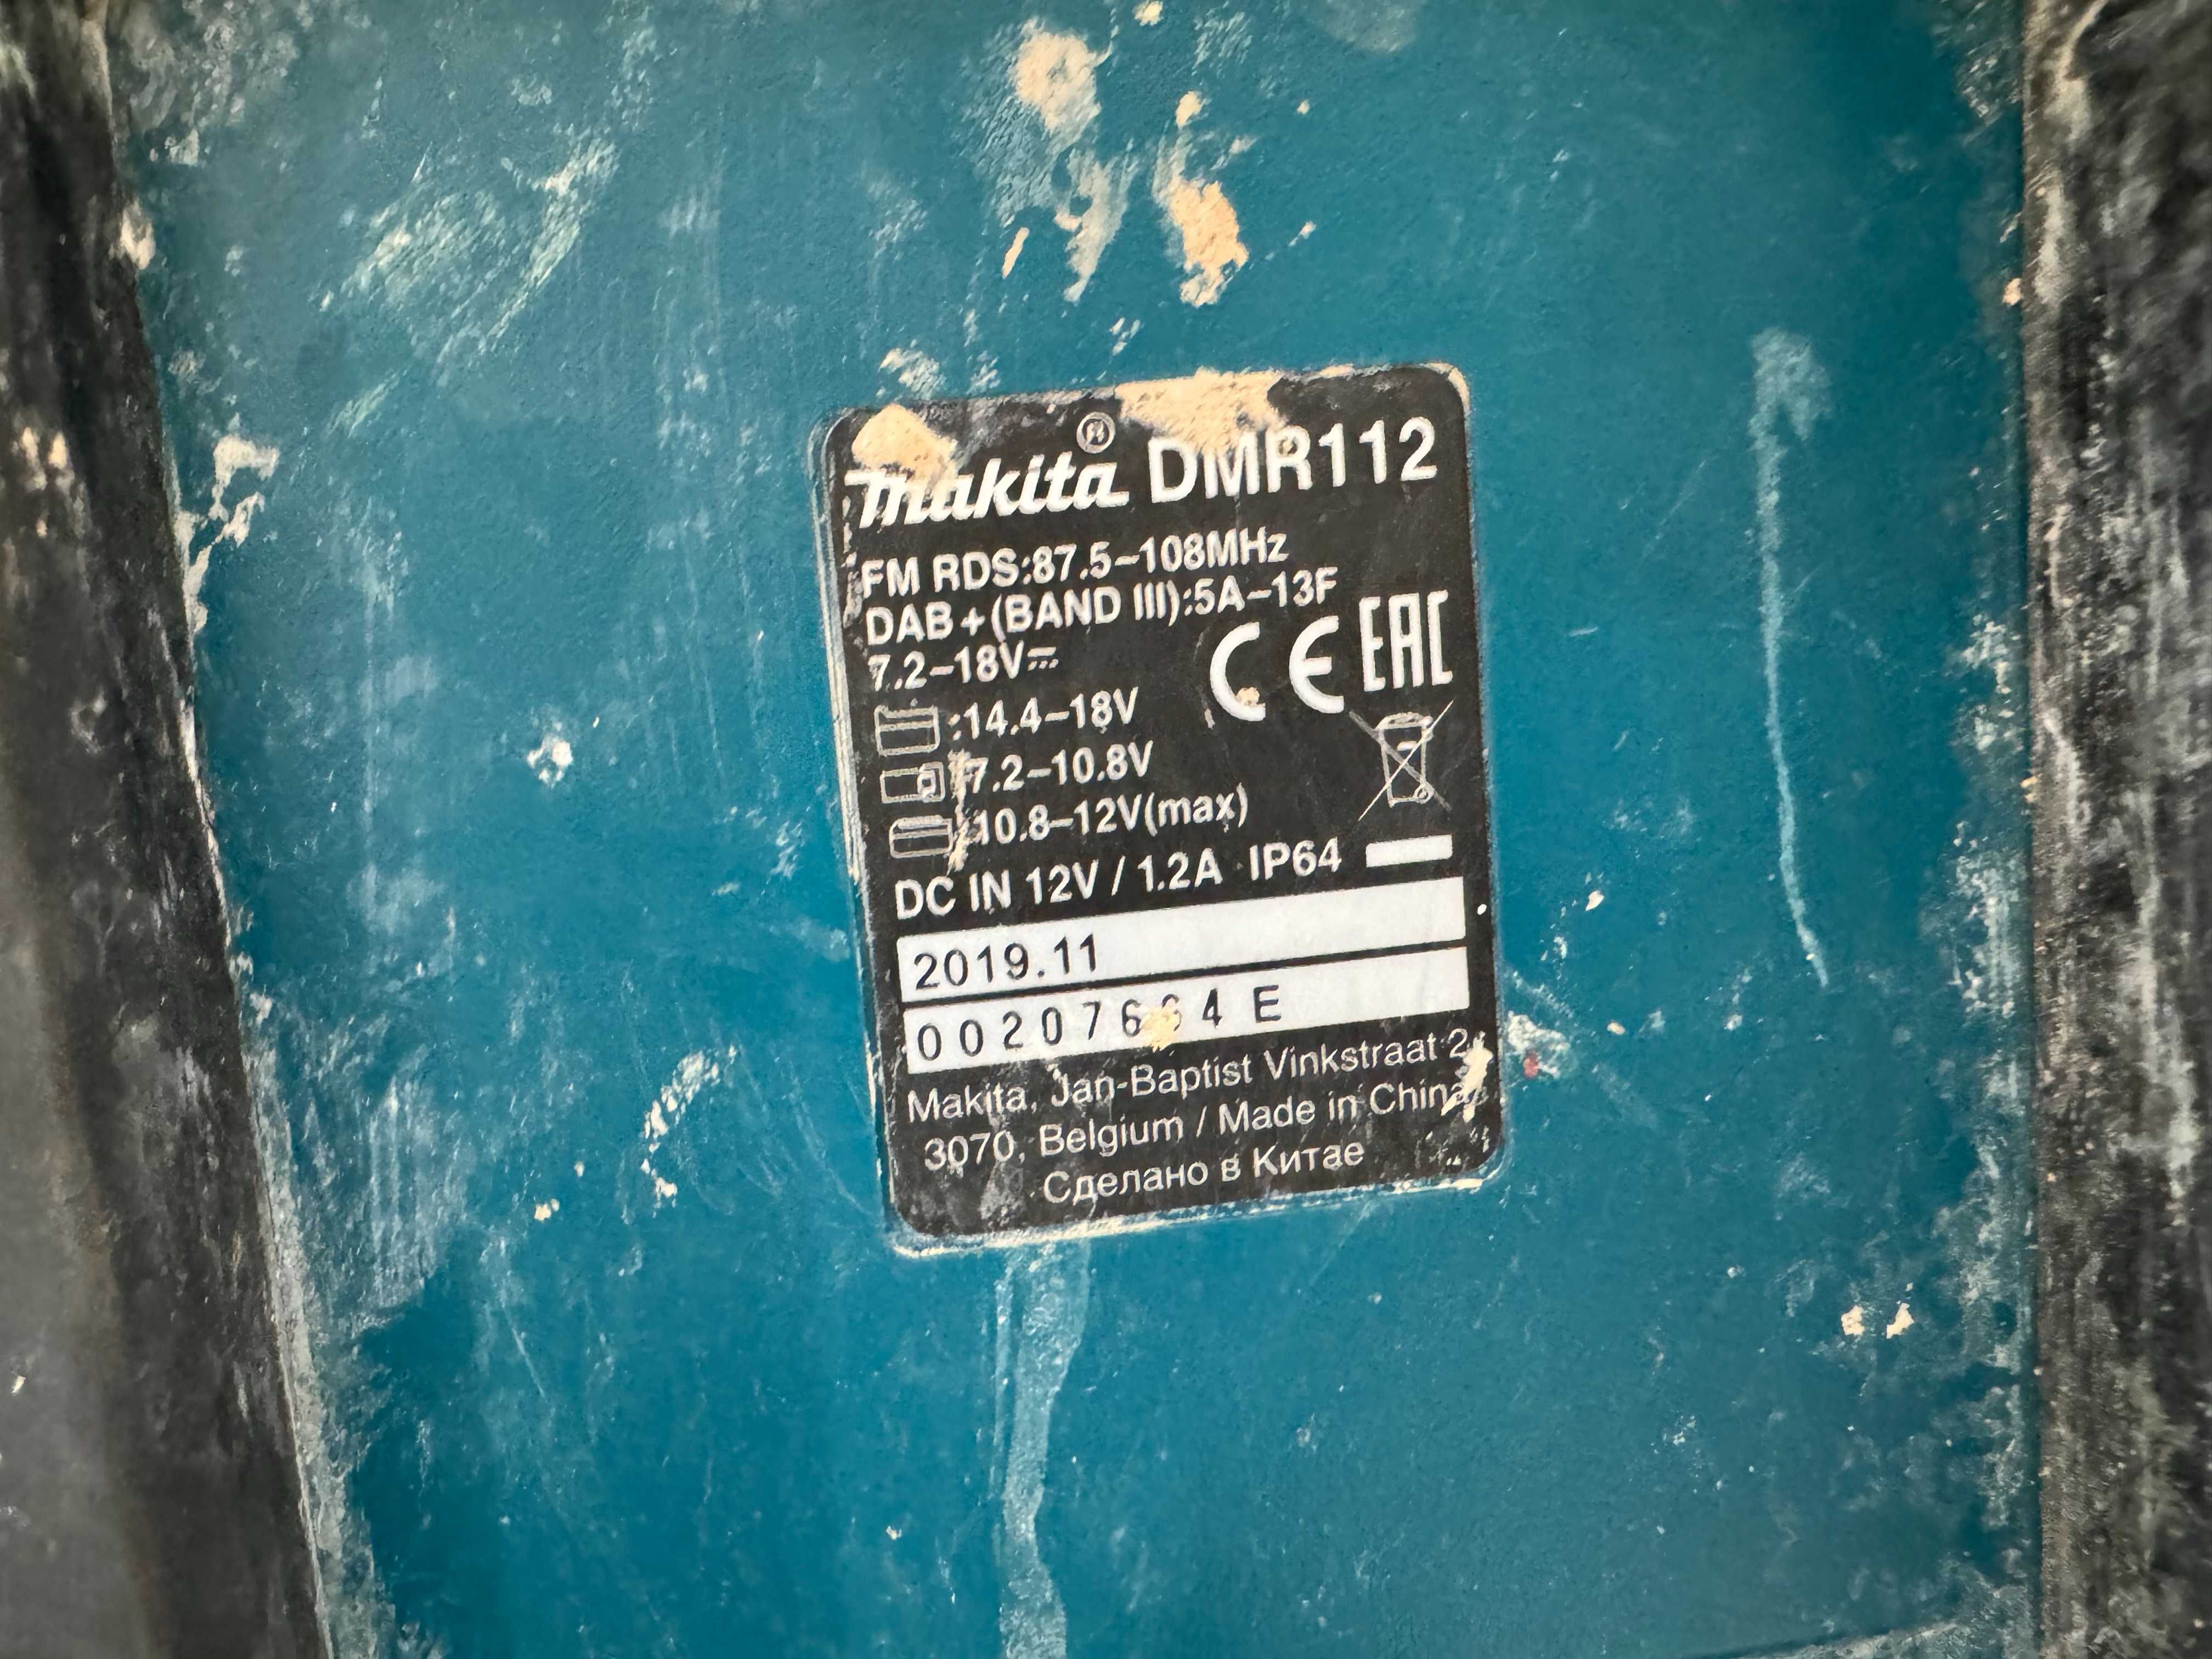 makita® DMR112
FM RDS:87.5–108MHz
DAB+(BAND III):5A–13F
7.2–18V⎓
CE EAC
:14.4–18V
:7.2–10.8V
:10.8–12V(max)
DC IN 12V / 1.2A IP64
2019.11
E
Makita, Jan-Baptist Vinkstraat 2,
3070, Belgium / Made in China
Сделано в Китае